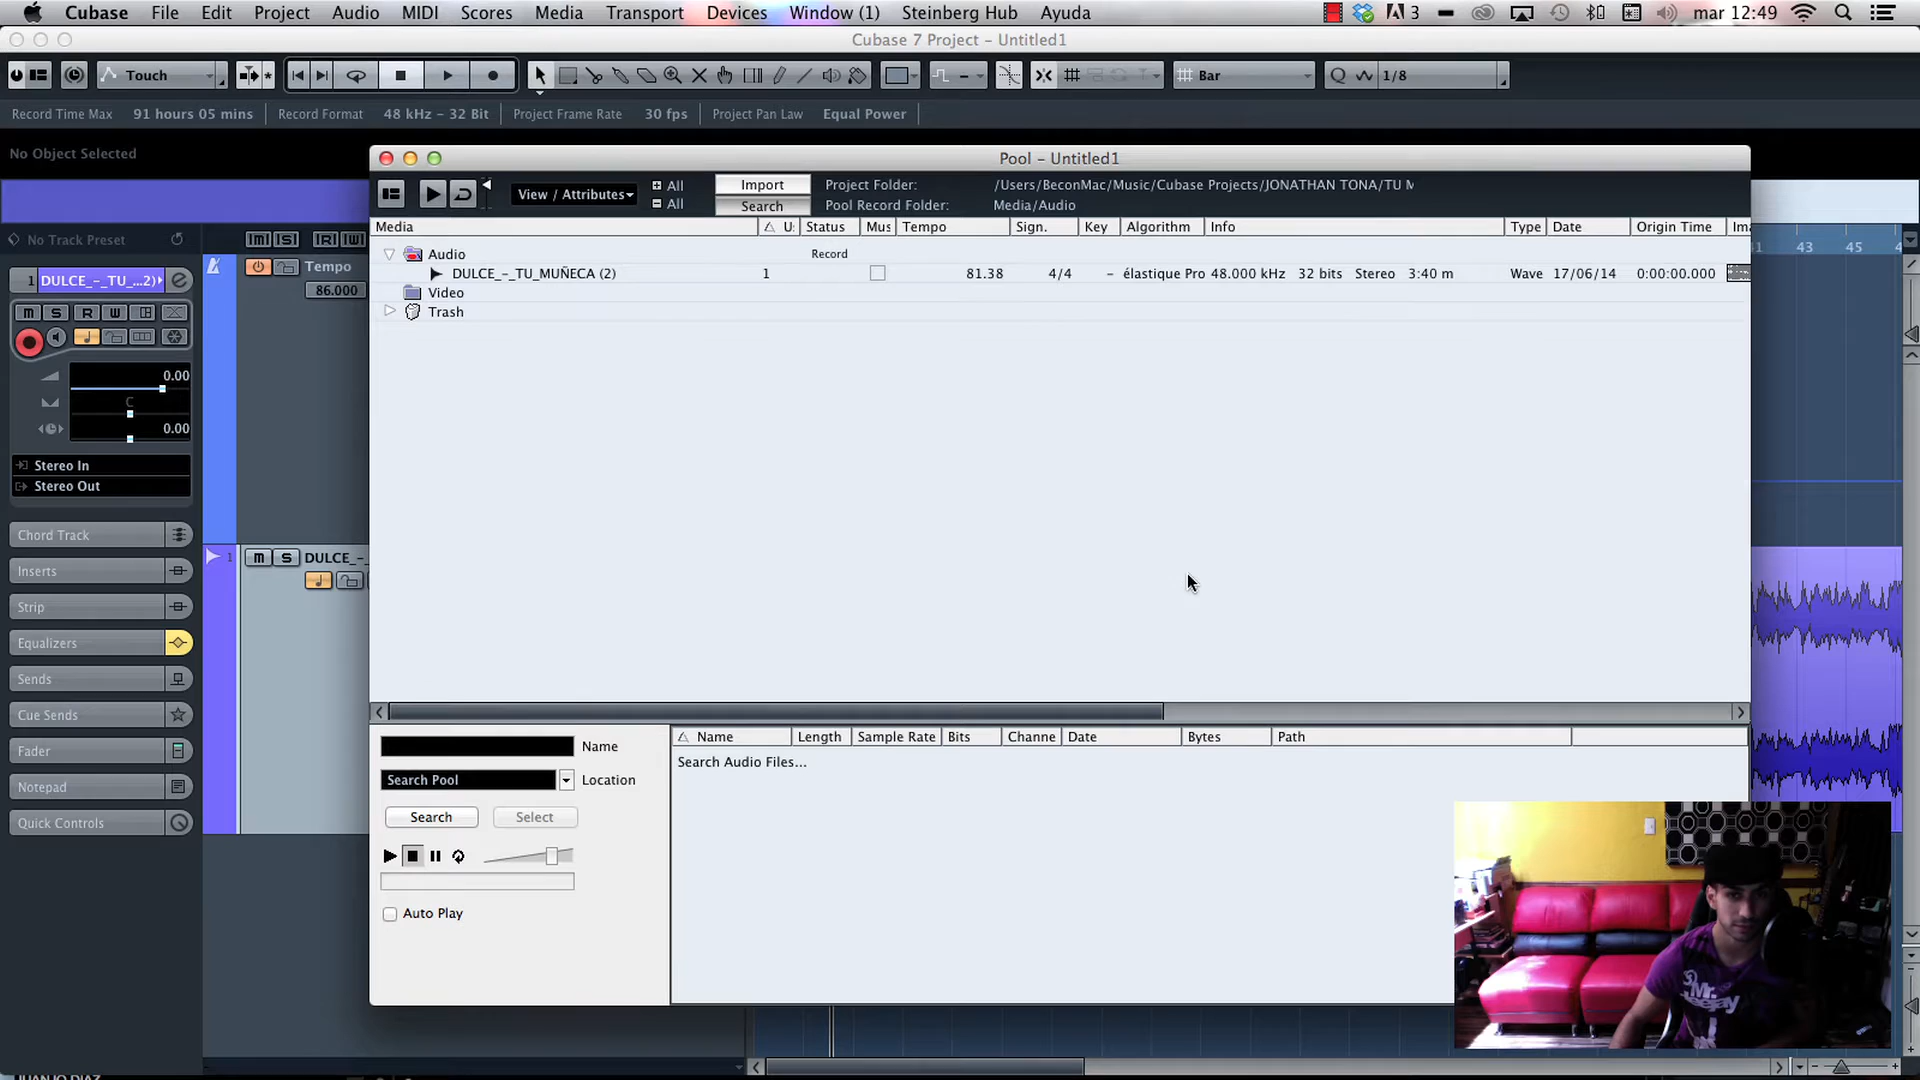 Cubase File Edit Project Audio MIDI Scores Media Transport Devices Window (1) Steinberg Hub Ayuda 3 mar 12:49
Cubase 7 Project - Untitled1
Touch Bar Q 1/8
Record Time Max 91 hours 05 mins Record Format 48 kHz - 32 Bit Project Frame Rate 30 fps Project Pan Law Equal Power
No Object Selected
Pool - Untitled1
View / Attributes All Import Project Folder: /Users/BeconMac/Music/Cubase Projects/JONATHAN TONA/TU M
All Search Pool Record Folder: Media/Audio
Media U: Status Mus Tempo Sign. Key Algorithm Info Type Date Origin Time Ima
No Track Preset M S R W
41 43 45
Audio Record
1 DULCE_-_TU_...2)
Tempo
86.000
DULCE_-_TU_MUÑECA (2) 1 81.38 4/4 - élastique Pro 48.000 kHz 32 bits Stereo 3:40 m Wave 17/06/14 0:00:00.000
Video
Trash
M S R W
0.00
C
0.00
Stereo In
Stereo Out
Chord Track
Inserts
Strip
Equalizers
Sends
Cue Sends
Fader
Notepad
Quick Controls
1 M S DULCE_-_
Name
Search Pool Location
Search Select
Auto Play
Name Length Sample Rate Bits Channe Date Bytes Path
Search Audio Files...
Mr.
deejay